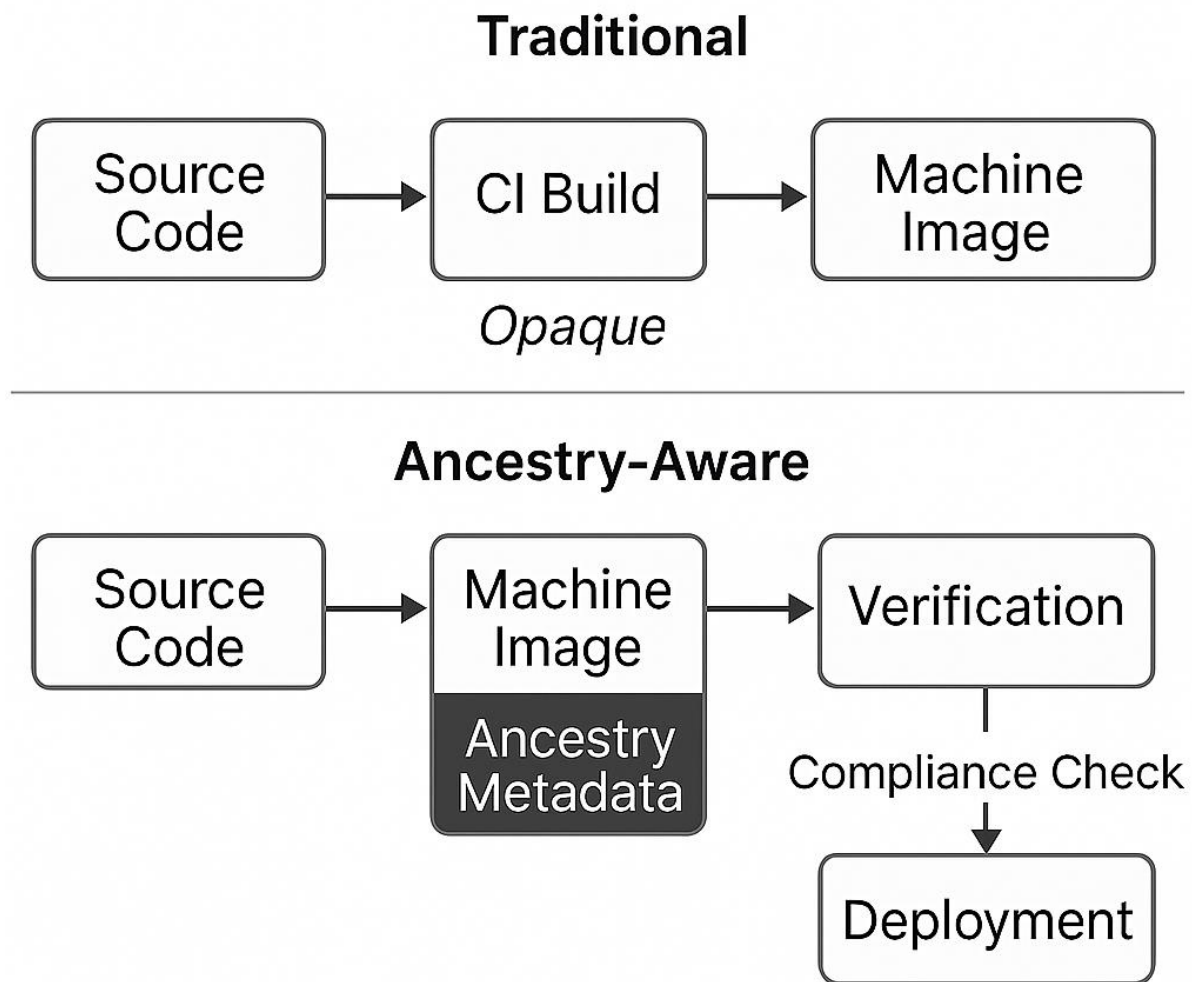 Traditional
Source
Code
CI Build
Machine
Image
Opaque
Ancestry-Aware
Source
Code
Machine
Image
Ancestry
Metadata
Verification
Compliance Check
Deployment